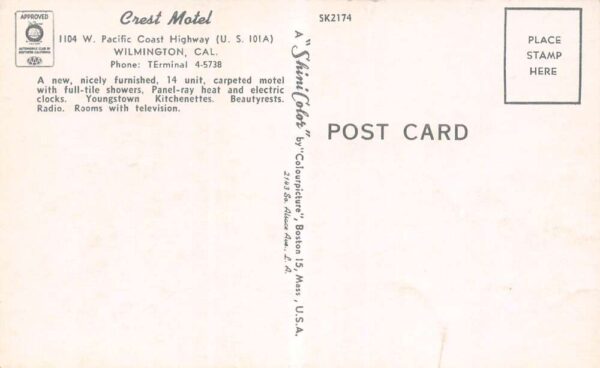 APPROVED
AUTOMOBILE CLUB OF
SOUTHERN CALIFORNIA
AAA
Crest Motel
1104 W. Pacific Coast Highway (U. S. 101A)
WILMINGTON, CAL.
Phone: TErminal 4-5738
A new, nicely furnished, 14 unit, carpeted motel
with full-tile showers, Panel-ray heat and electric
clocks. Youngstown Kitchenettes. Beautyrests.
Radio. Rooms with television.
A "ShiniColor" by "Colourpicture", Boston 15, Mass., U.S.A.
2143 So. Ave., L. A.
SK2174
POST CARD
PLACE
STAMP
HERE